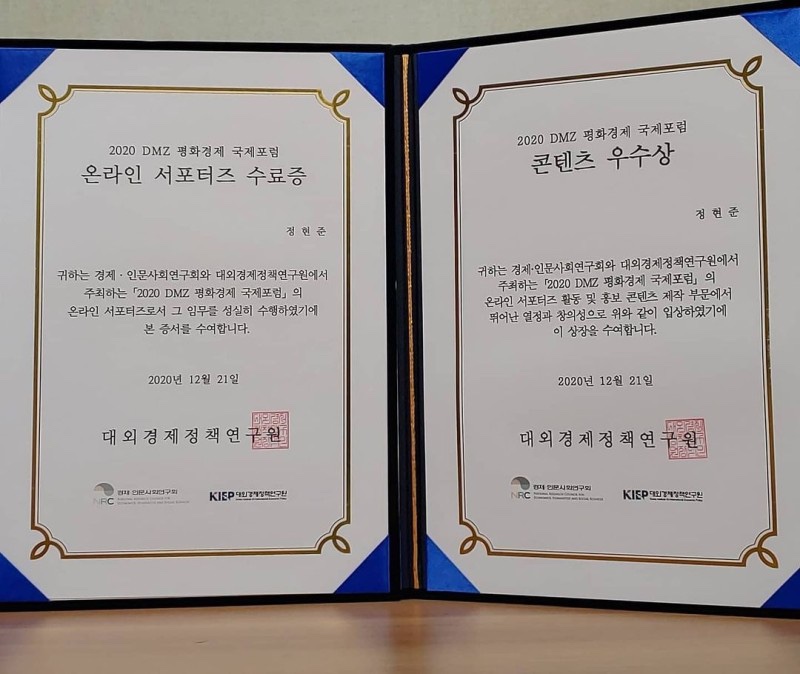 2020 DMZ 평화경제 국제포럼
온라인 서포터즈 수료증
정현준
귀하는 경제·인문사회연구회와 대외경제정책연구원에서
주최하는 「2020 DMZ 평화경제 국제포럼」의
온라인 서포터즈로서 그 임무를 성실히 수행하였기에
본 증서를 수여합니다.
2020년 12월 21일
대외경제정책연구원
NRC 경제·인문사회연구회
KIEP 대외경제정책연구원
2020 DMZ 평화경제 국제포럼
콘텐츠 우수상
정현준
귀하는 경제·인문사회연구회와 대외경제정책연구원에서
주최하는 「2020 DMZ 평화경제 국제포럼」의
온라인 서포터즈 활동 및 홍보 콘텐츠 제작 부문에서
뛰어난 열정과 창의성으로 위와 같이 입상하였기에
이 상장을 수여합니다.
2020년 12월 21일
대외경제정책연구원
NRC 경제·인문사회연구회
KIEP 대외경제정책연구원